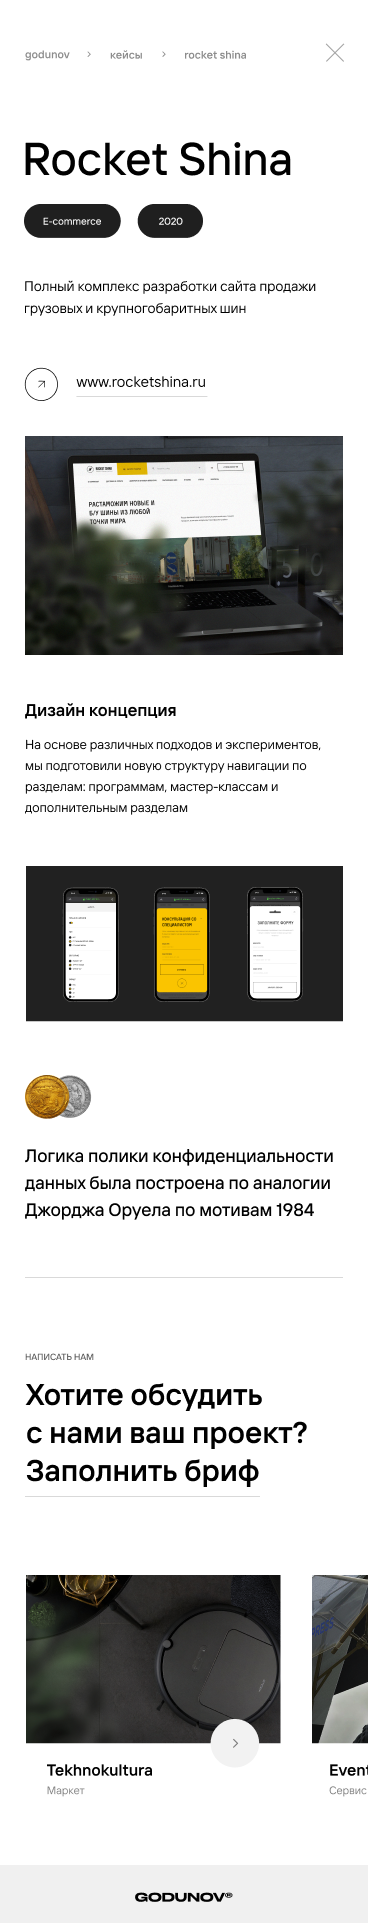 godunov > кейсы > rocket shina
Rocket Shina
E-commerce 2020
Полный комплекс разработки сайта продажи
грузовых и крупногобаритных шин
www.rocketshina.ru
РАСТАМОЖИМ НОВЫЕ И
Б/У ШИНЫ ИЗ ЛЮБОЙ
ТОЧКИ МИРА
Дизайн концепция
На основе различных подходов и экспериментов,
мы подготовили новую структуру навигации по
разделам: программам, мастер-классам и
дополнительным разделам
КОНСУЛЬТАЦИЯ СО
СПЕЦИАЛИСТОМ
ЗАПОЛНИТЕ ФОРМУ
Логика полики конфиденциальности
данных была построена по аналогии
Джорджа Оруела по мотивам 1984
НАПИСАТЬ НАМ
Хотите обсудить
с нами ваш проект?
Заполнить бриф
Tekhnokultura
Маркет
Event
Сервис
GODUNOV®